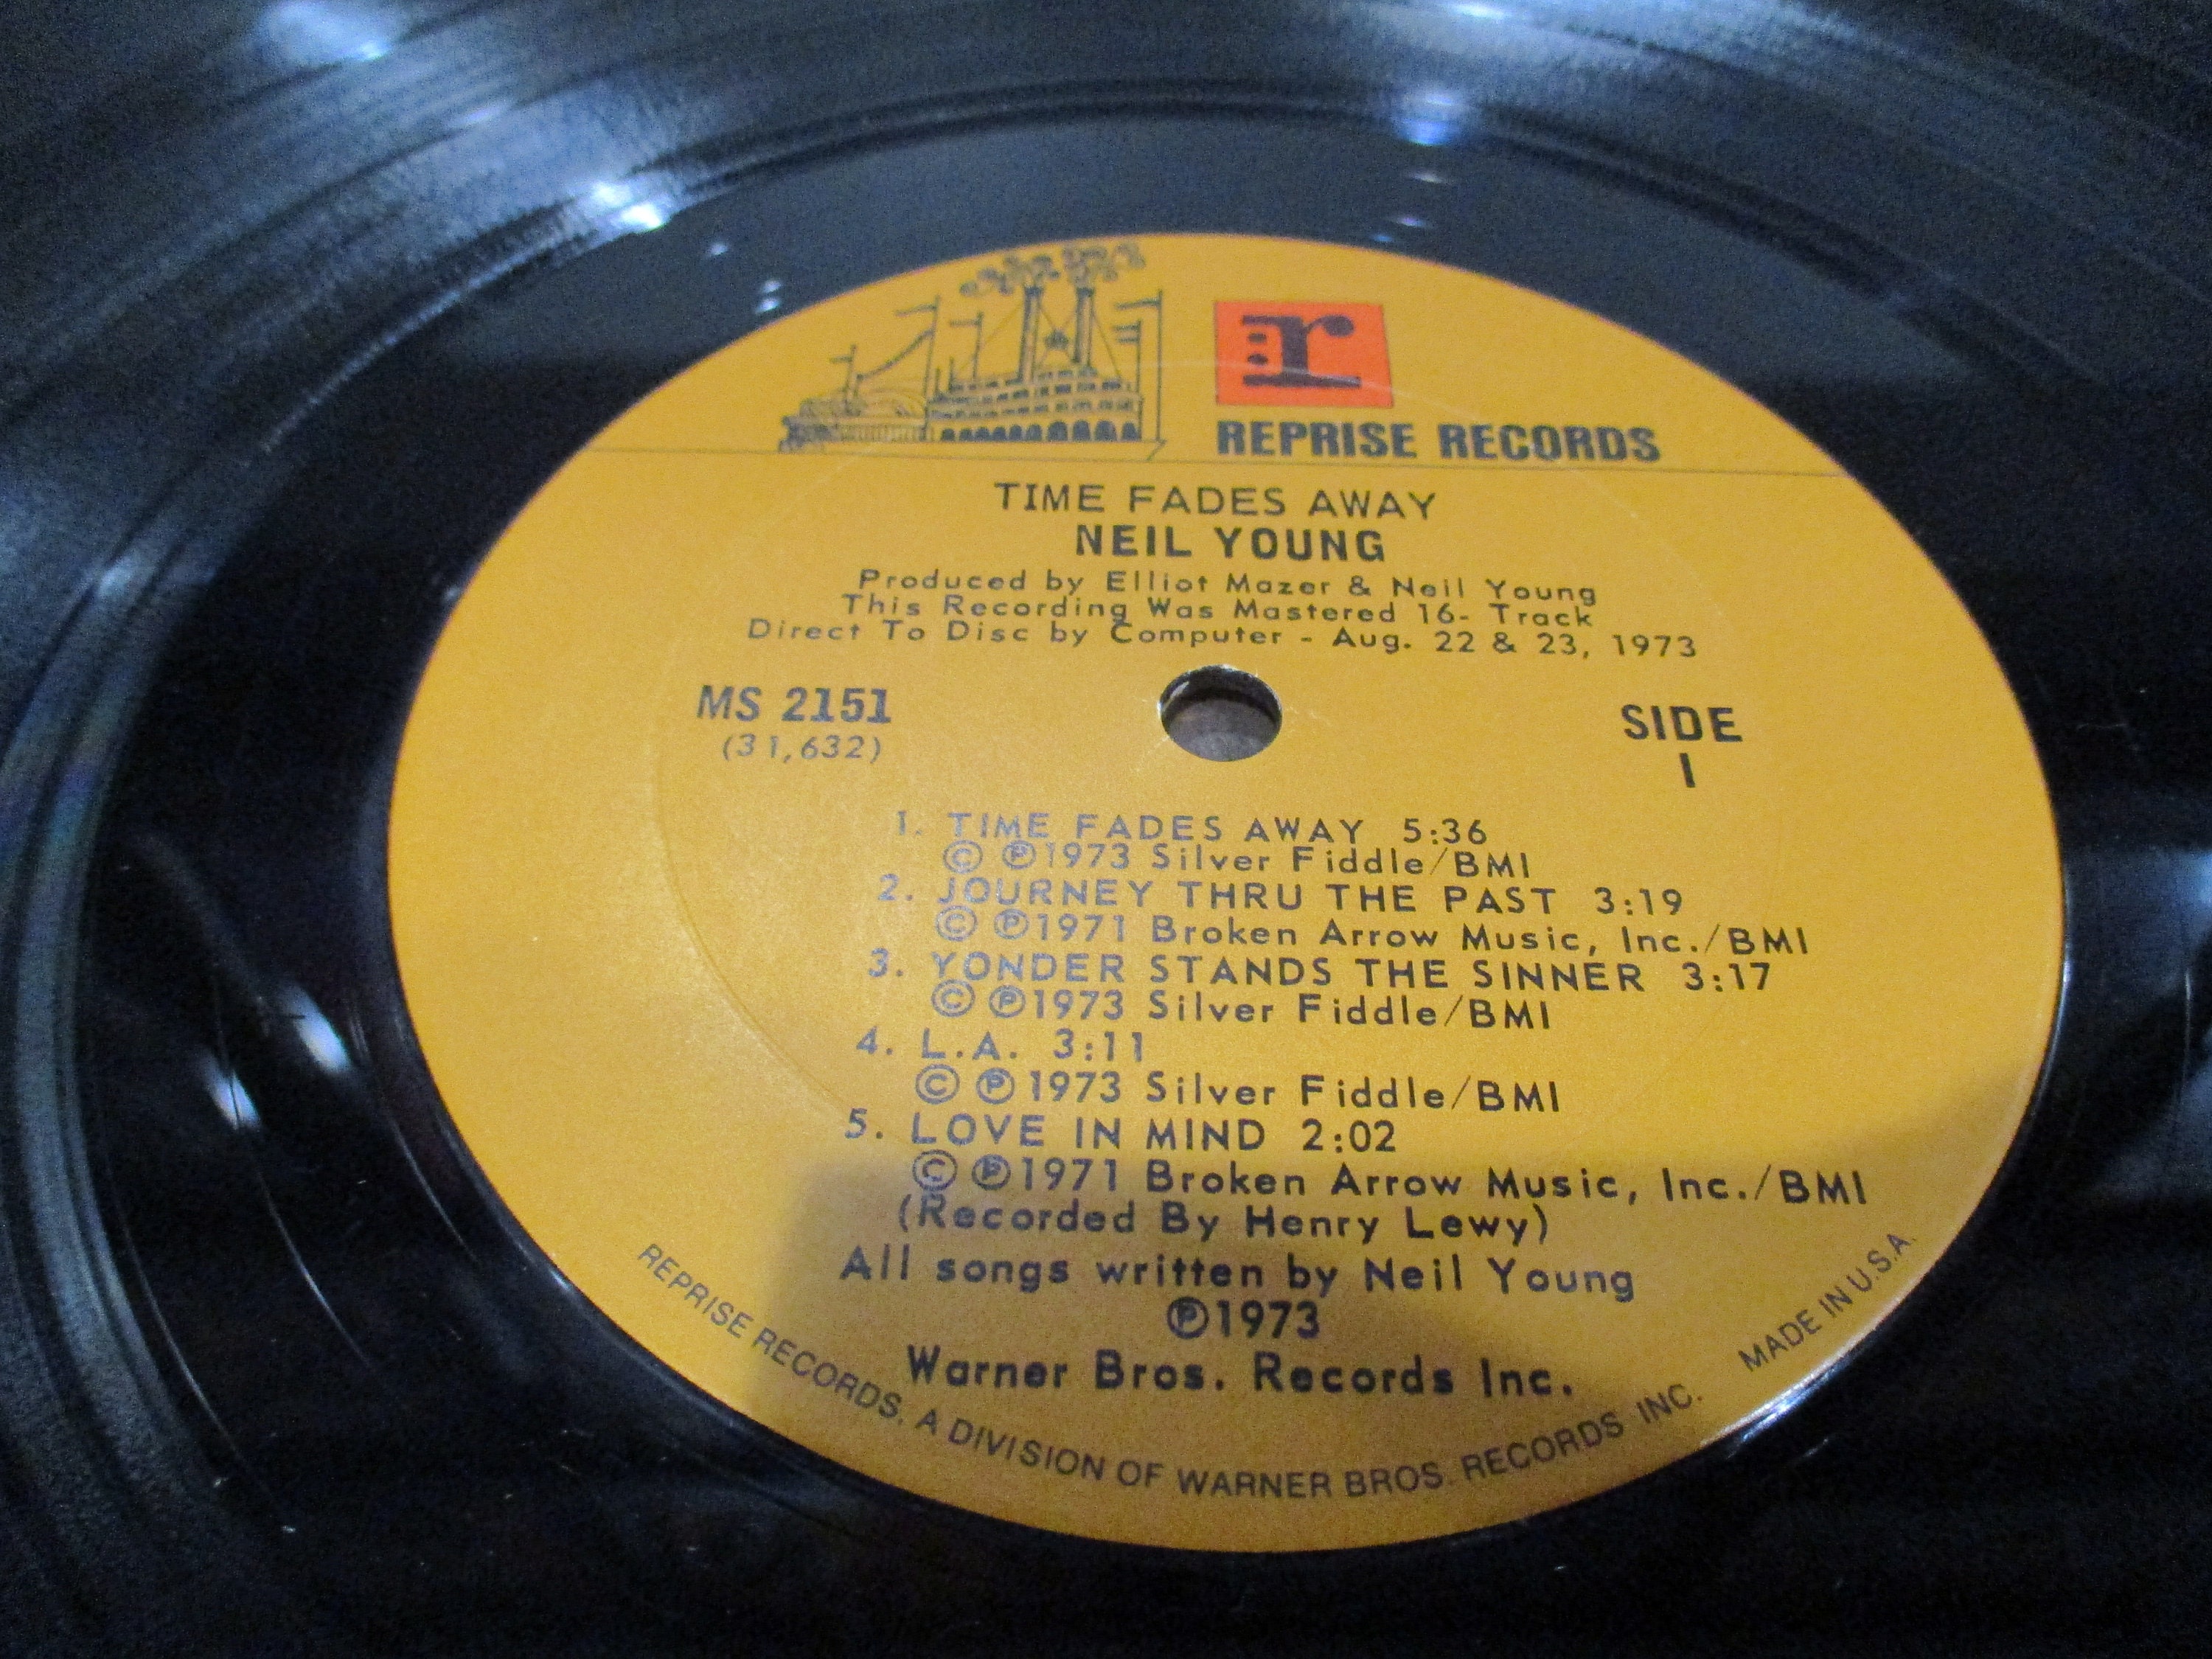 r
REPRISE RECORDS
TIME FADES AWAY
NEIL YOUNG
Produced by Elliot Mazer & Neil Young
This Recording Was Mastered 16- Track
Direct To Disc by Computer - Aug. 22 & 23, 1973
MS 2151
(31,632)
SIDE
1
1. TIME FADES AWAY 5:36
© ℗1973 Silver Fiddle/BMI
2. JOURNEY THRU THE PAST 3:19
© ℗1971 Broken Arrow Music, Inc./BMI
3. YONDER STANDS THE SINNER 3:17
© ℗1973 Silver Fiddle/BMI
4. L.A. 3:11
© ℗1973 Silver Fiddle/BMI
5. LOVE IN MIND 2:02
© ℗1971 Broken Arrow Music, Inc./BMI
(Recorded By Henry Lewy)
All songs written by Neil Young
℗1973
Warner Bros. Records Inc.
REPRISE RECORDS, A DIVISION OF WARNER BROS. RECORDS INC. MADE IN U.S.A.